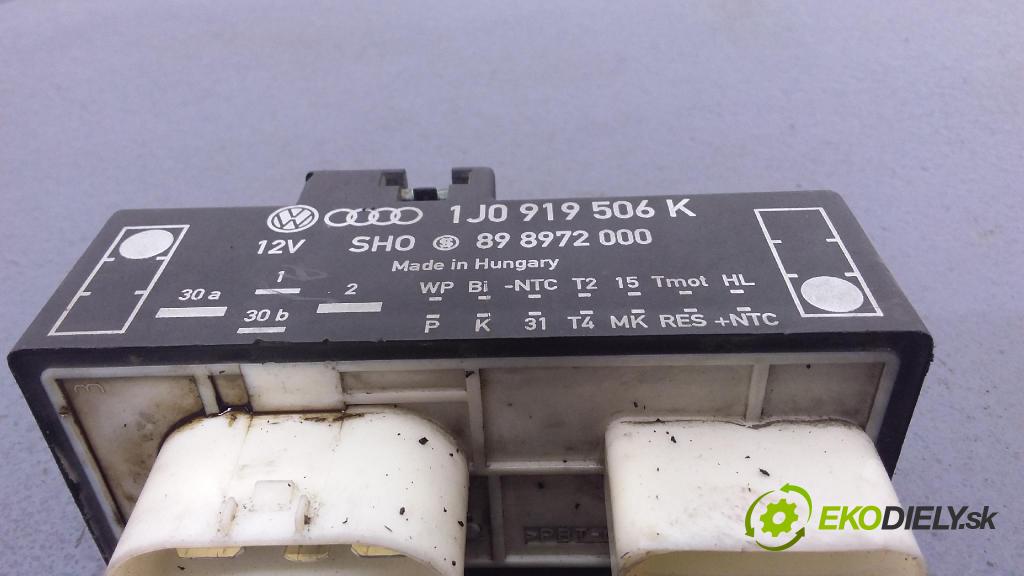 1J0 919 506 K
12V SHO 89 8972 000
Made in Hungary
1
30 a 2
30 b
WP Bi -NTC T2 15 Tmot HL
P K 31 T4 MK RES +NTC
EKODIELY.sk